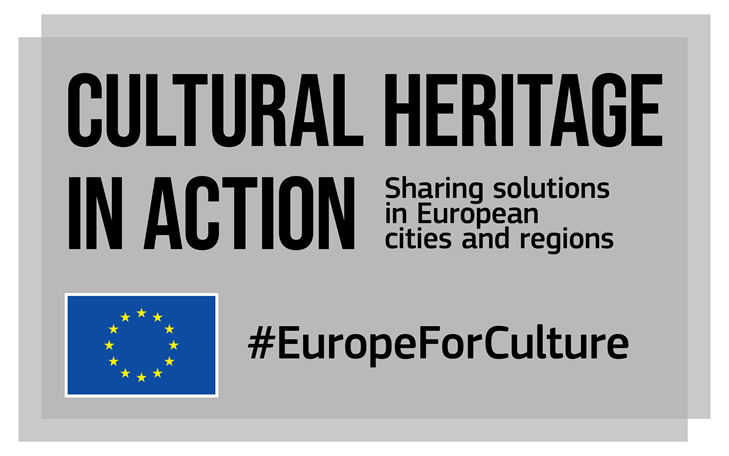 CULTURAL HERITAGE
IN ACTION
Sharing solutions
in European
cities and regions
#EuropeForCulture